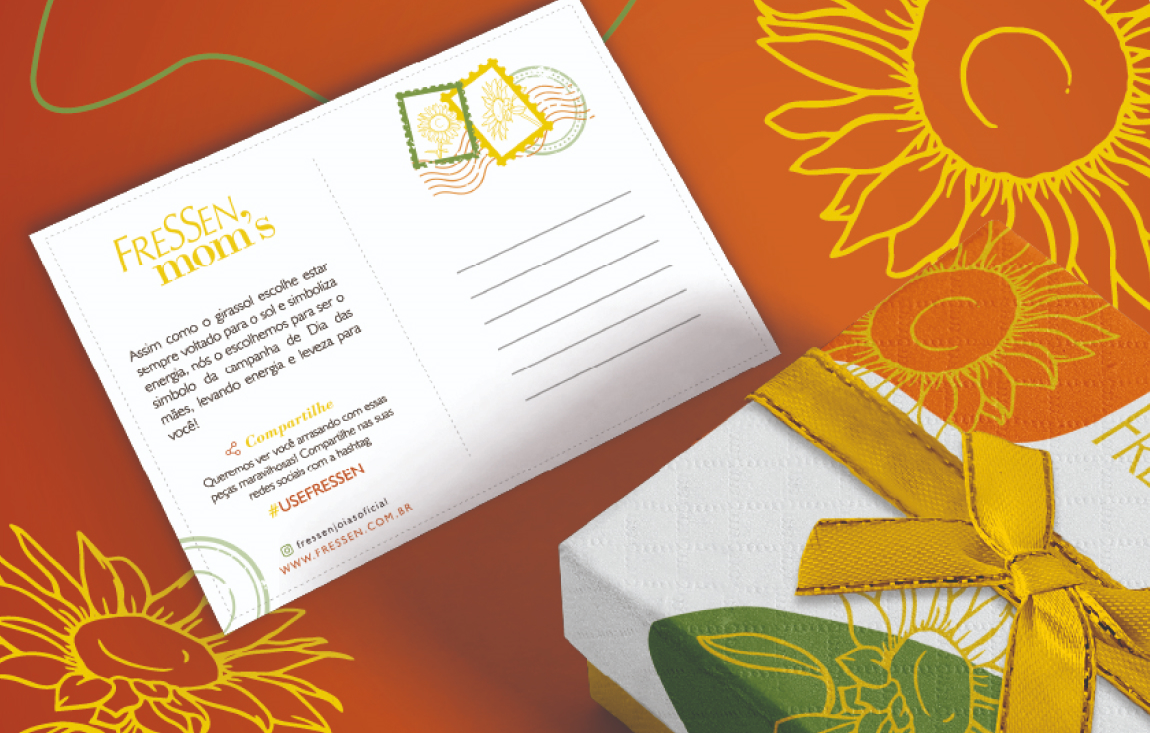 FRESSEN,
mom's
Assim como o girassol escolhe estar
sempre voltado para o sol e simboliza
energia, nós o escolhemos para ser o
simbolo da campanha de Dia das
mães, levando energia e leveza para
você!
Compartilhe
Queremos ver você arrasando com essas
peças maravilhosas! Compartilhe nas suas
redes sociais com a hashtag
#USEFRESSEN
fressenjoiasoficial
WWW.FRESSEN.COM.BR
FRE